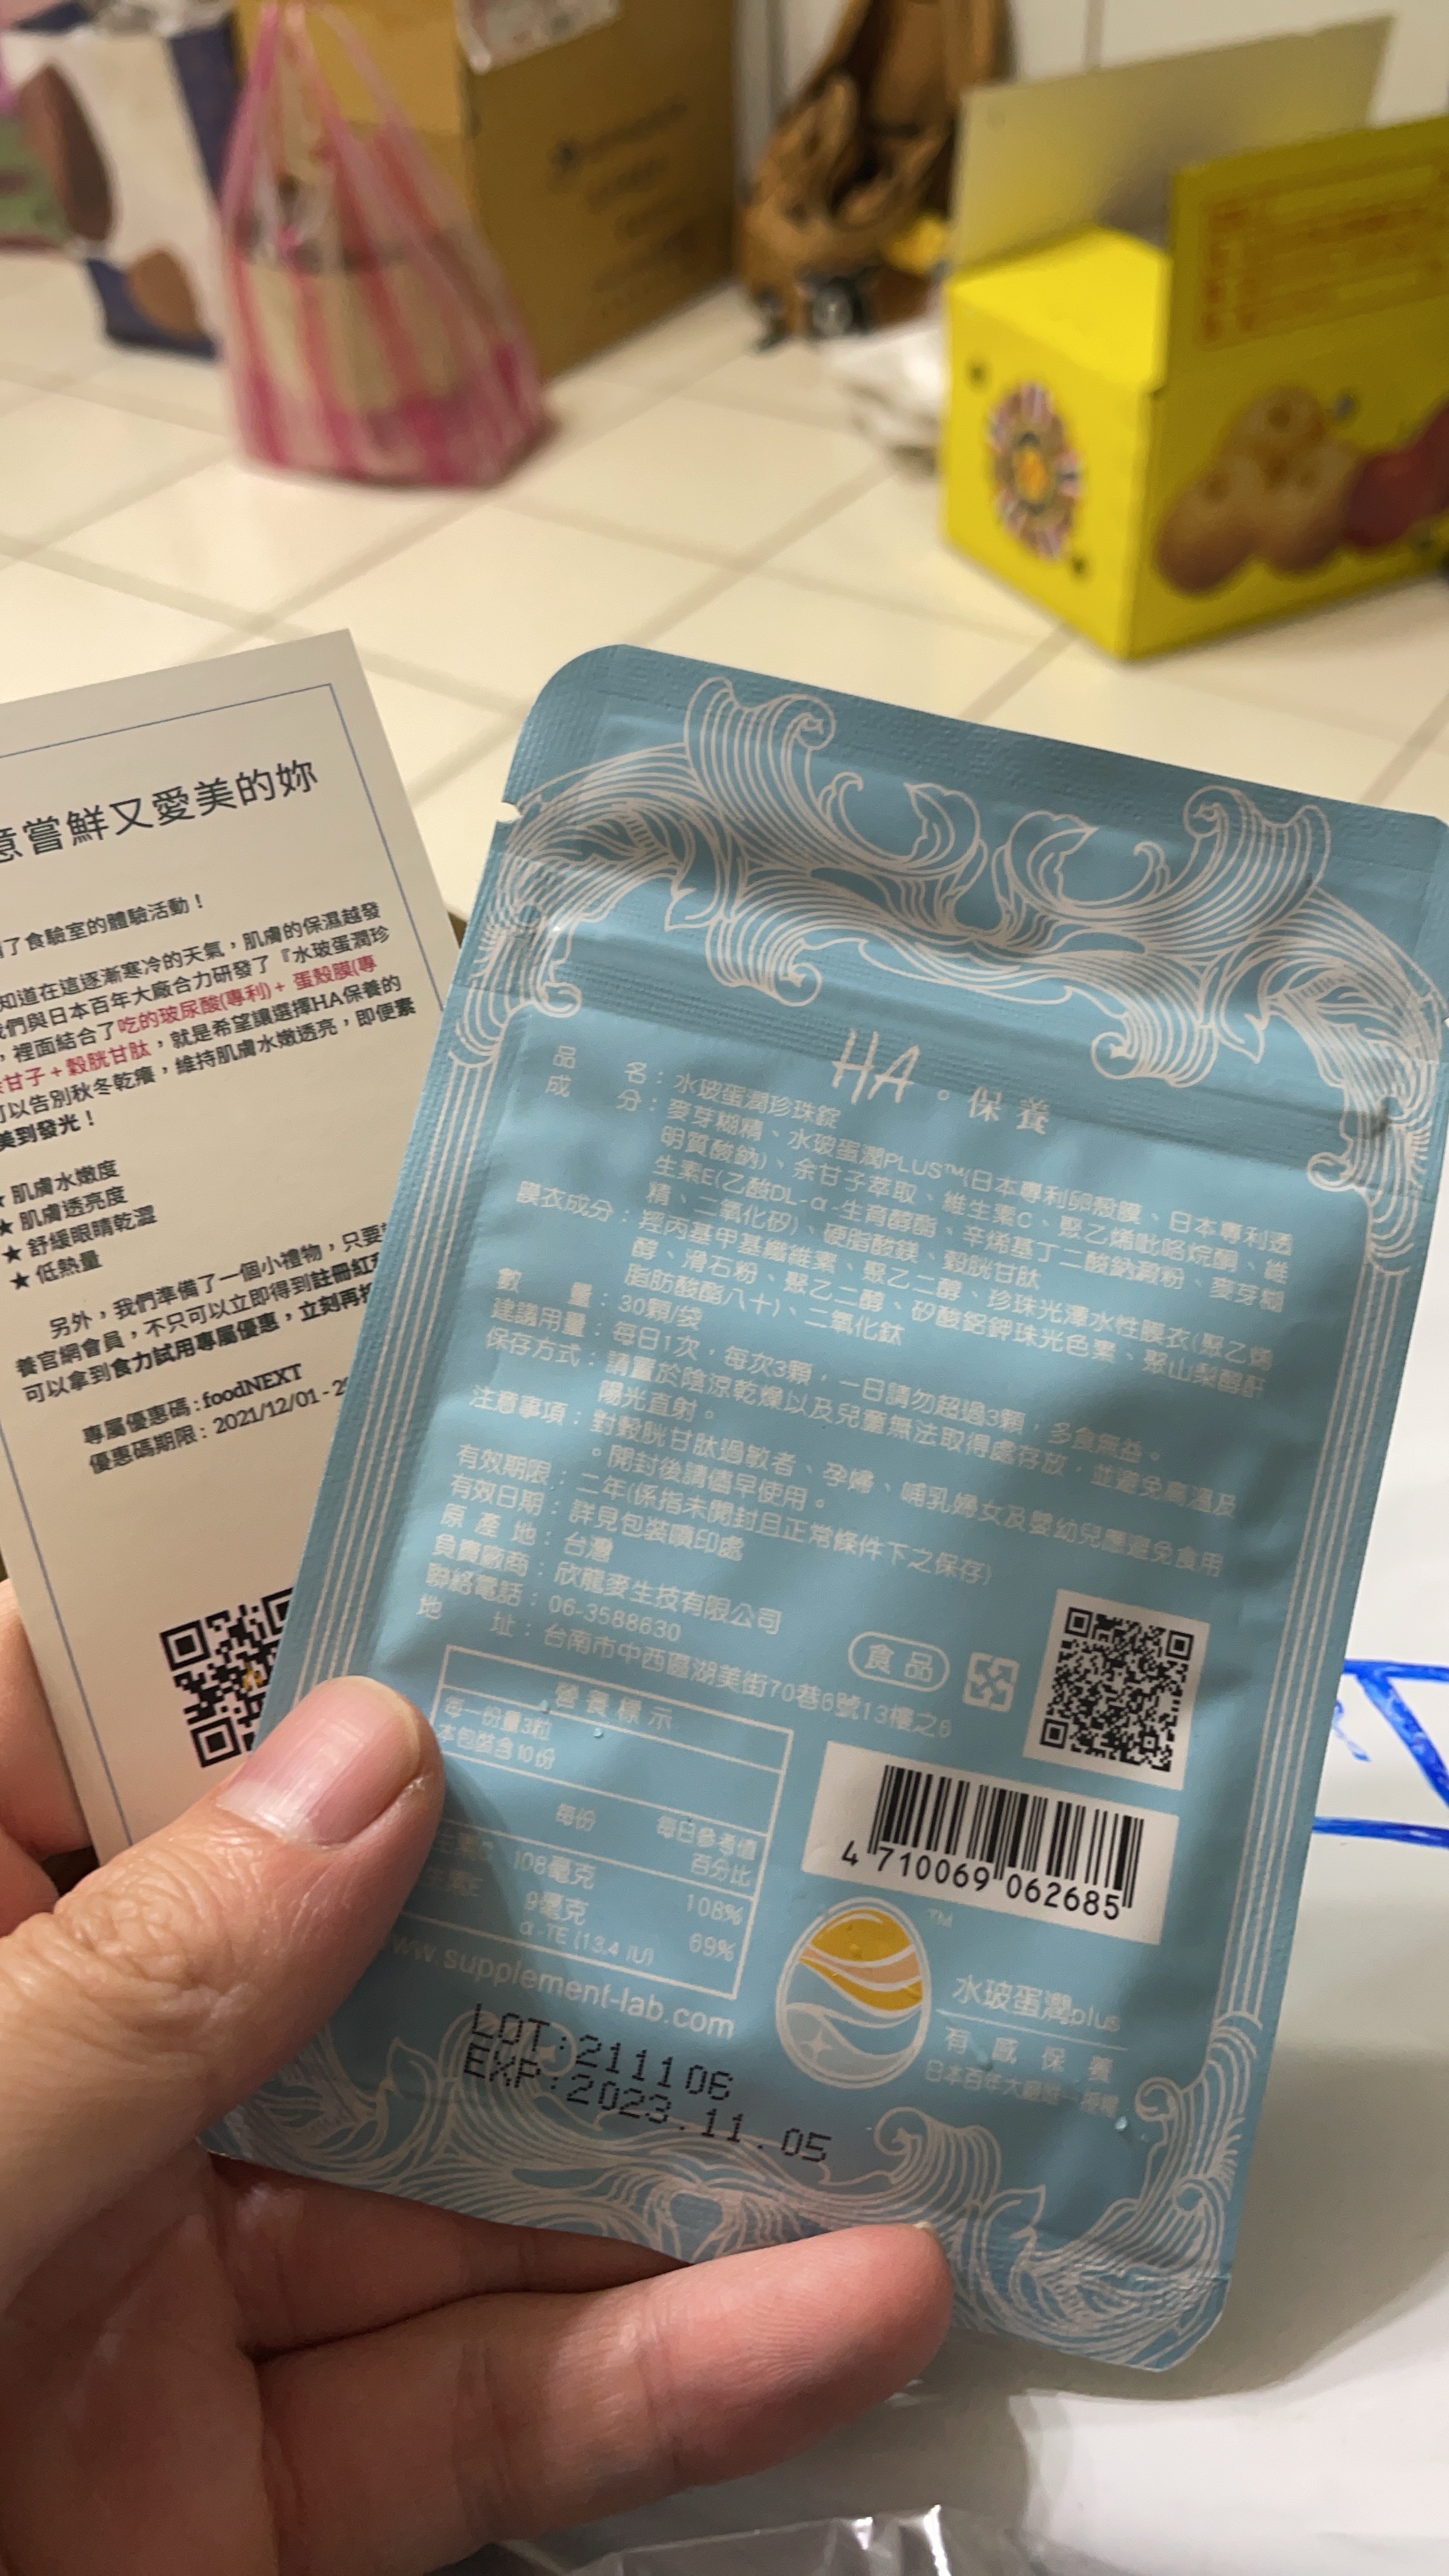 意嘗鮮又愛美的妳
了食驗室的體驗活動！
知道在這逐漸寒冷的天氣，肌膚的保濕越發
我們與日本百年大廠合力研發了『水玻蛋潤珍
，裡面結合了吃的玻尿酸(專利)+ 蛋殼膜(專
余甘子 + 穀胱甘肽，就是希望讓選擇HA保養的
可以告別秋冬乾癢，維持肌膚水嫩透亮，即便素
美到發光！
★ 肌膚水嫩度
★ 肌膚透亮度
★ 舒緩眼睛乾澀
★ 低熱量
另外，我們準備了一個小禮物，只要
養官網會員，不只可以立即得到註冊紅
可以拿到食力試用專屬優惠，立刻再
專屬優惠碼：foodNEXT
優惠碼期限：2021/12/01 - 2
HA。保養
品名：水玻蛋潤珍珠錠
成分：麥芽糊精、水玻蛋潤PLUS™(日本專利卵殼膜、日本專利透
明質酸鈉)、余甘子萃取、維生素C、聚乙烯吡咯烷酮、維
生素E(乙酸DL-α-生育醇酯、辛烯基丁二酸鈉澱粉、麥芽糊
精、二氧化矽)、硬脂酸鎂、穀胱甘肽
膜衣成分：羥丙基甲基纖維素、聚乙二醇、珍珠光澤水性膜衣(聚乙烯
醇、滑石粉、聚乙二醇、矽酸鋁鉀珠光色素、聚山梨醇酐
脂肪酸酯八十)、二氧化鈦
數量：30顆/袋
建議用量：每日1次，每次3顆，一日請勿超過3顆，多食無益。
保存方式：請置於陰涼乾燥以及兒童無法取得處存放，並避免高溫及
陽光直射。
注意事項：對穀胱甘肽過敏者、孕婦、哺乳婦女及嬰幼兒應避免食用
。開封後請儘早使用。
有效期限：二年(係指未開封且正常條件下之保存)
有效日期：詳見包裝噴印處
原產地：台灣
負責廠商：欣龍麥生技有限公司
聯絡電話：06-3588630
地址：台南市中西區湖美街70巷8號13樓之6
食品
營養標示
每一份量3粒
本包裝含10份
每份 每日參考值
百分比
生素C 108毫克 108%
生素E 9毫克 69%
α-TE (13.4 IU)
www.supplement-lab.com
4 710069 062685
TM
水玻蛋潤plus
有感保養
LOT:211106
EXP:2023.11.05